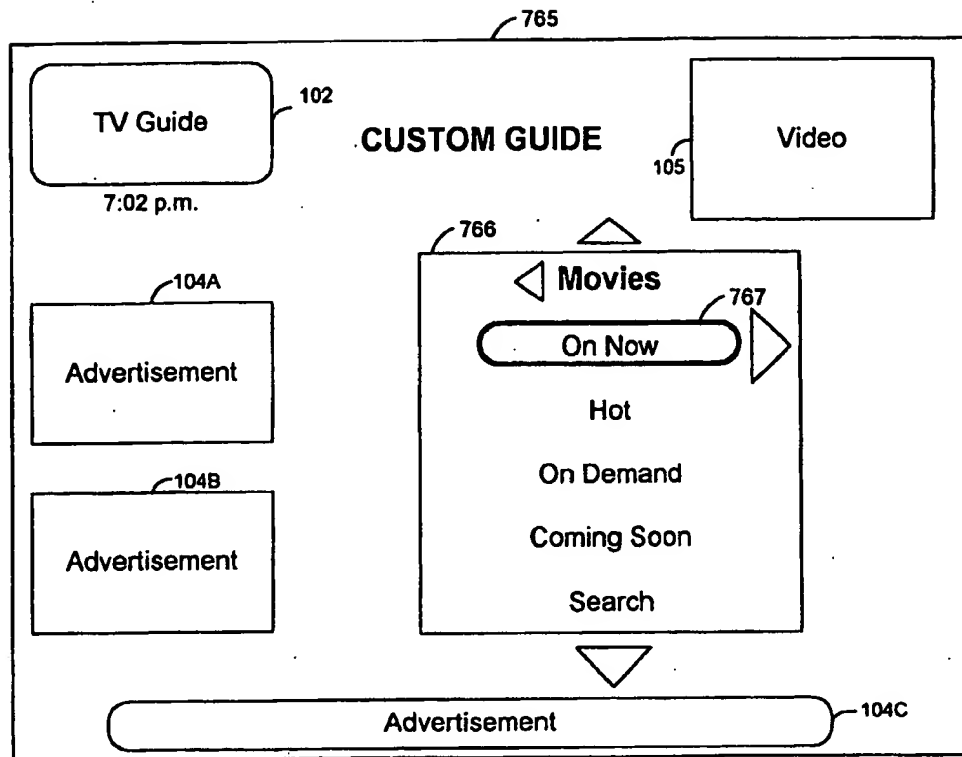 765
TV Guide
102
CUSTOM GUIDE
Video
105
7:02 p.m.
766
Movies
767
On Now
Hot
On Demand
Coming Soon
Search
104A
Advertisement
104B
Advertisement
Advertisement
104C